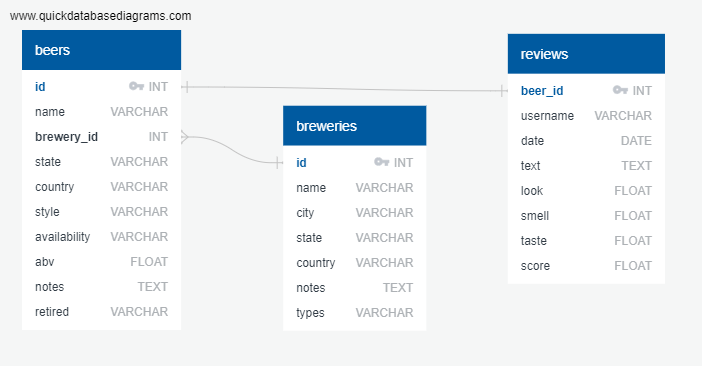 www.quickdatabasediagrams.com
beers
id INT
name VARCHAR
brewery_id INT
state VARCHAR
country VARCHAR
style VARCHAR
availability VARCHAR
abv FLOAT
notes TEXT
retired VARCHAR
breweries
id INT
name VARCHAR
city VARCHAR
state VARCHAR
country VARCHAR
notes TEXT
types VARCHAR
reviews
beer_id INT
username VARCHAR
date DATE
text TEXT
look FLOAT
smell FLOAT
taste FLOAT
score FLOAT